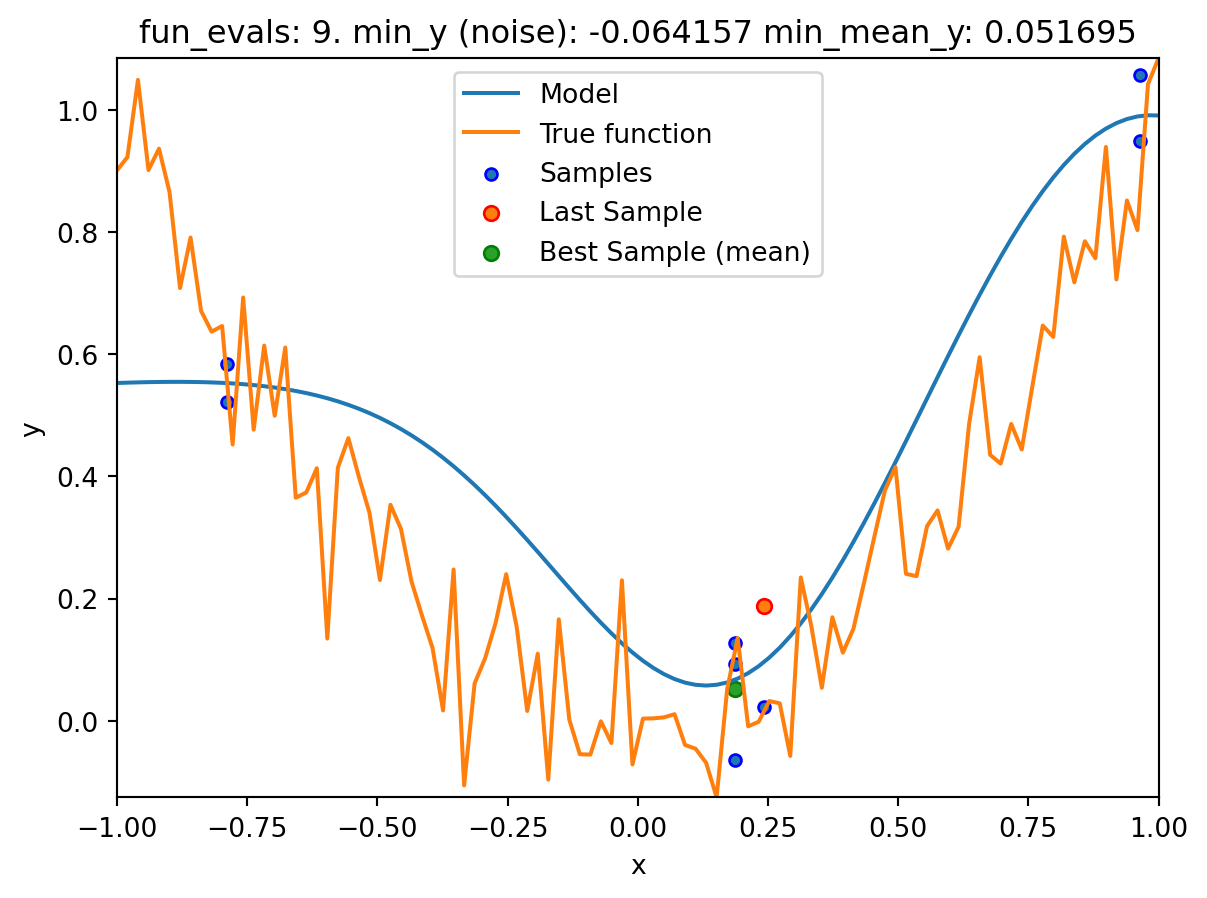 fun_evals: 9. min_y (noise): -0.064157 min_mean_y: 0.051695
Model
True function
Samples
Last Sample
Best Sample (mean)
1.0
0.8
0.6
0.4
0.2
0.0
y
−1.00 −0.75 −0.50 −0.25 0.00 0.25 0.50 0.75 1.00
x